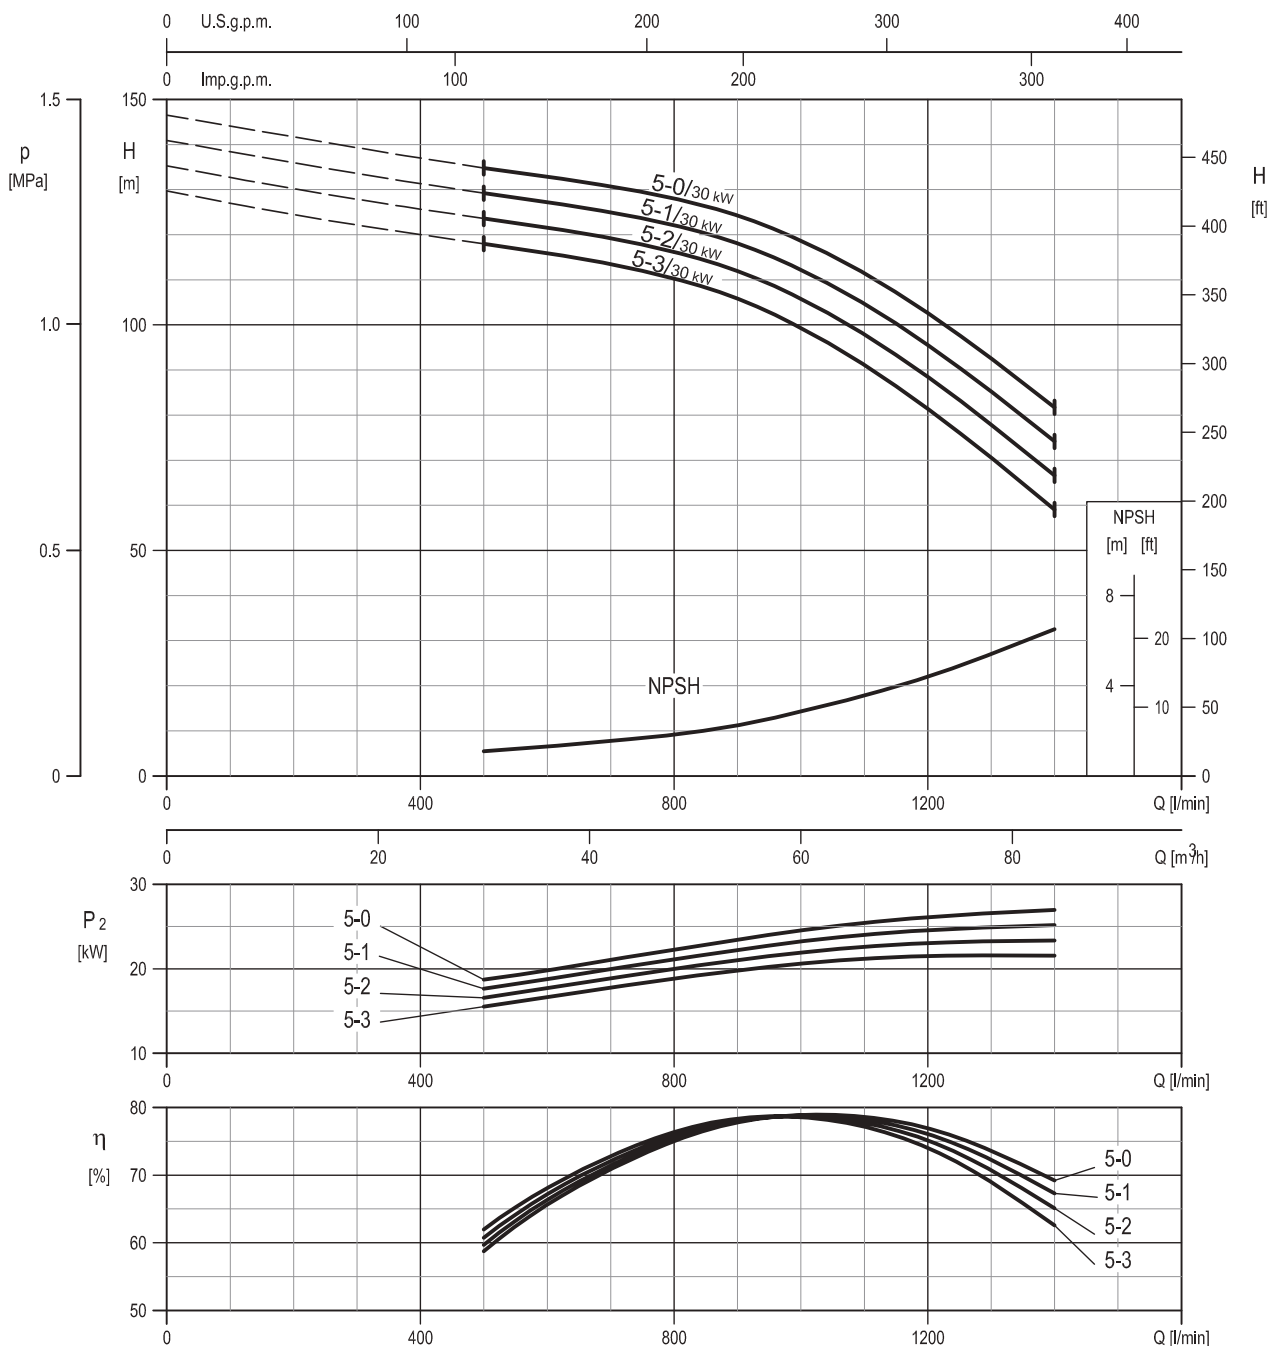 0 U.S.g.p.m. 100 200 300 400
0 Imp.g.p.m. 100 200 300
1.5 150
p H
[MPa] [m]
450 H
[ft]
5-0/30 kW
5-1/30 kW
5-2/30 kW
5-3/30 kW
400
350
1.0 100
300
250
200
NPSH
[m] [ft]
0.5 50
150
8
20 100
NPSH
4
10 50
0 0 0
0 400 800 1200 Q [l/min]
0 20 40 60 80 Q [m³/h]
30
P2
[kW]
5-0
5-1
20
5-2
5-3
10
0 400 800 1200 Q [l/min]
80
η
[%]
70
5-0
5-1
5-2
60
5-3
50
0 400 800 1200 Q [l/min]